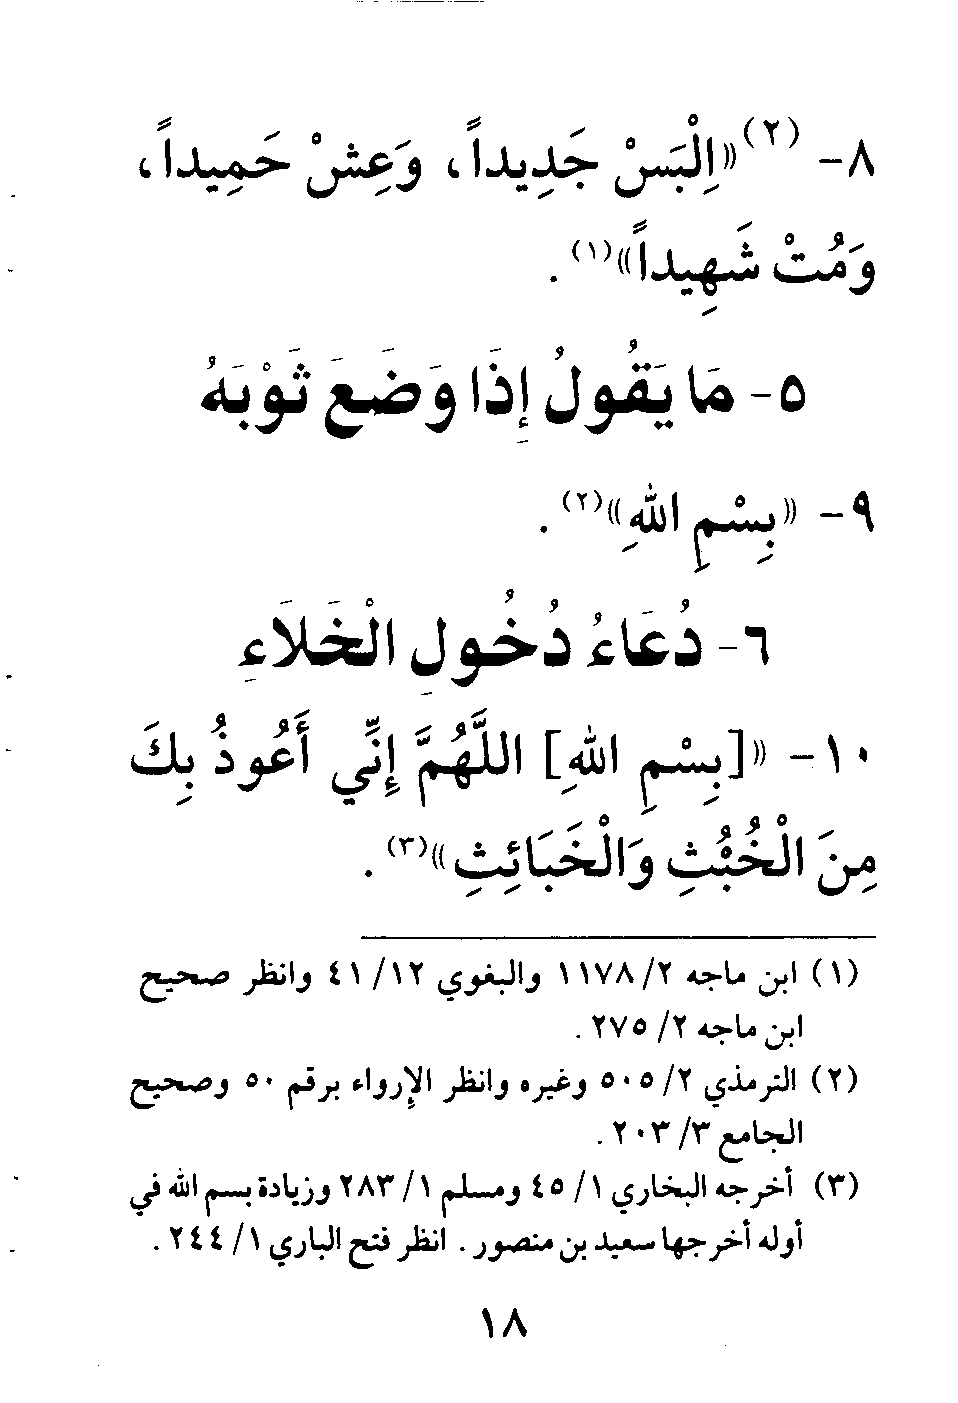 ٨- (٢)«اِلْبَسْ جَدِيداً، وَعِشْ حَمِيداً،
وَمُتْ شَهِيداً»(١).
٥- مَا يَقُولُ إِذَا وَضَعَ ثَوْبَهُ
٩- «بِسْمِ اللهِ»(٢).
٦- دُعَاءُ دُخُولِ الْخَلَاءِ
١٠- «[بِسْمِ اللهِ] اللَّهُمَّ إِنِّي أَعُوذُ بِكَ
مِنَ الْخُبُْثِ وَالْخَبَائِثِ»(٣).
(١) ابن ماجه ٢/ ١١٧٨ والبغوي ١٢/ ٤١ وانظر صحيح
ابن ماجه ٢/ ٢٧٥.
(٢) الترمذي ٢/ ٥٠٥ وغيره وانظر الإرواء برقم ٥٠ وصحيح
الجامع ٣/ ٢٠٣.
(٣) أخرجه البخاري ١/ ٤٥ ومسلم ١/ ٢٨٣ وزيادة بسم الله في
أوله أخرجها سعيد بن منصور. انظر فتح الباري ١/ ٢٤٤.
١٨